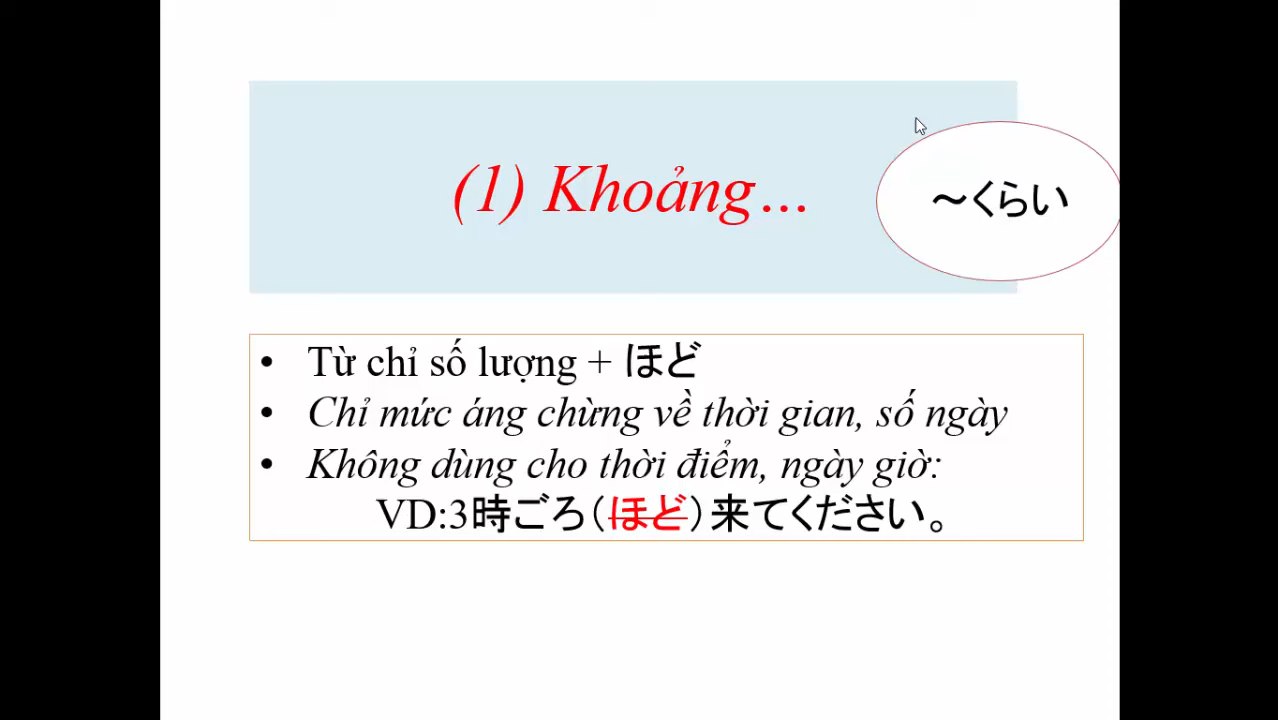 (1) Khoảng…
～くらい
• Từ chỉ số lượng + ほど
• Chỉ mức áng chừng về thời gian, số ngày
• Không dùng cho thời điểm, ngày giờ:
VD:3時ごろ（ほど）来てください。